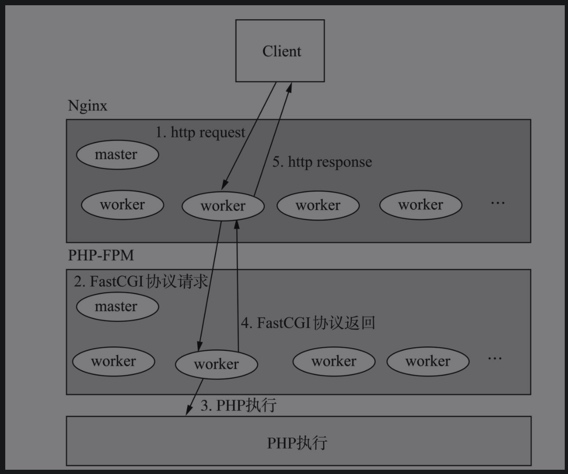 Client
Nginx
1. http request
master
5. http response
worker
worker
worker
worker
...
PHP-FPM
2. FastCGI协议请求
master
4. FastCGI协议返回
worker
worker
worker
worker
...
3. PHP执行
PHP执行